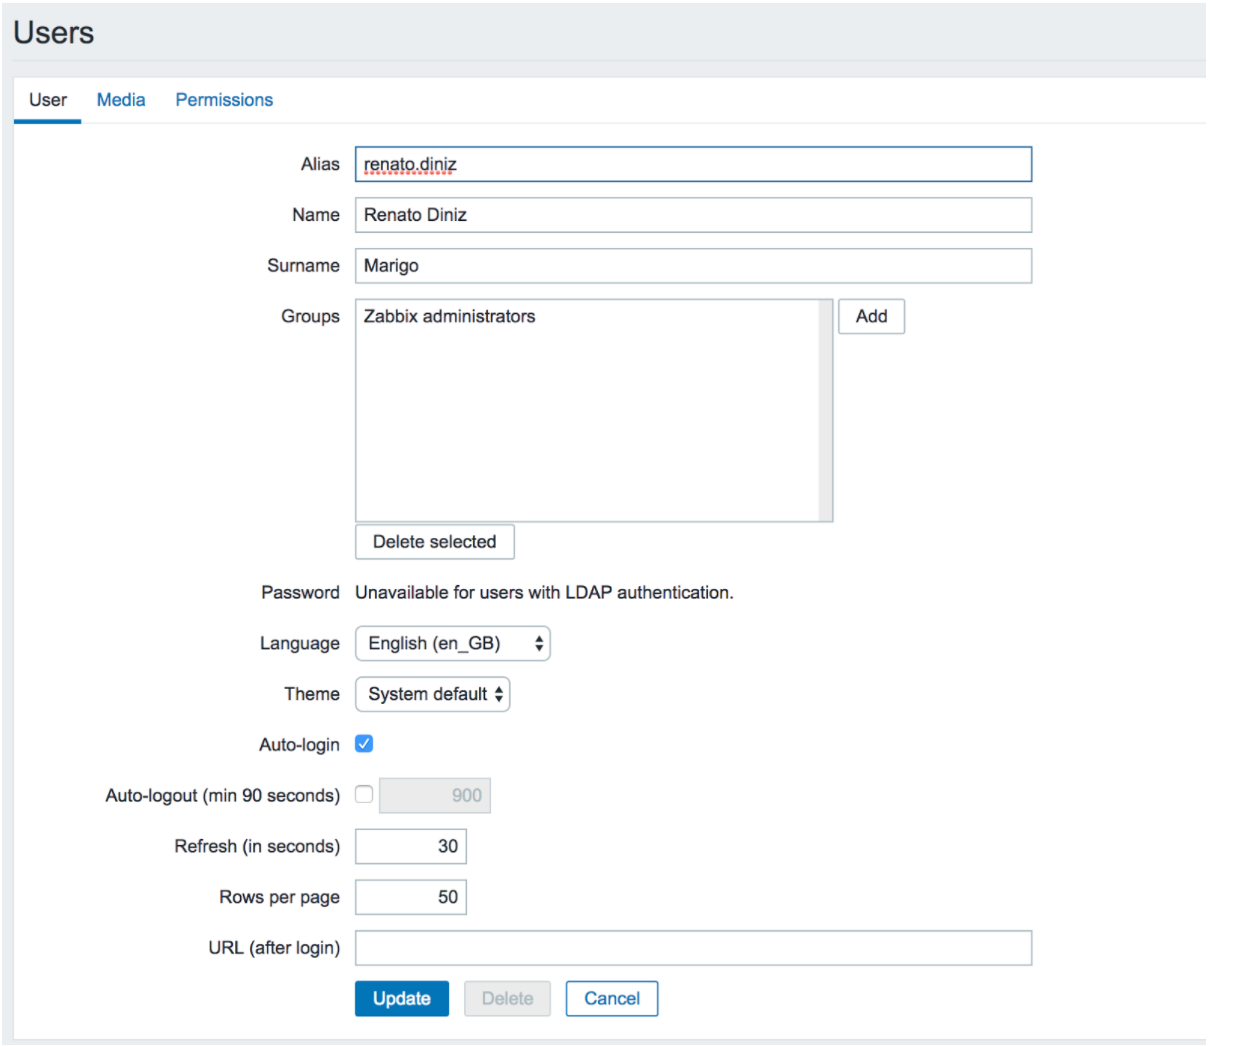 Users
User Media Permissions
Alias renato.diniz
Name Renato Diniz
Surname Marigo
Groups Zabbix administrators Add
Delete selected
Password Unavailable for users with LDAP authentication.
Language English (en_GB)
Theme System default
Auto-login
Auto-logout (min 90 seconds) 900
Refresh (in seconds) 30
Rows per page 50
URL (after login)
Update Delete Cancel